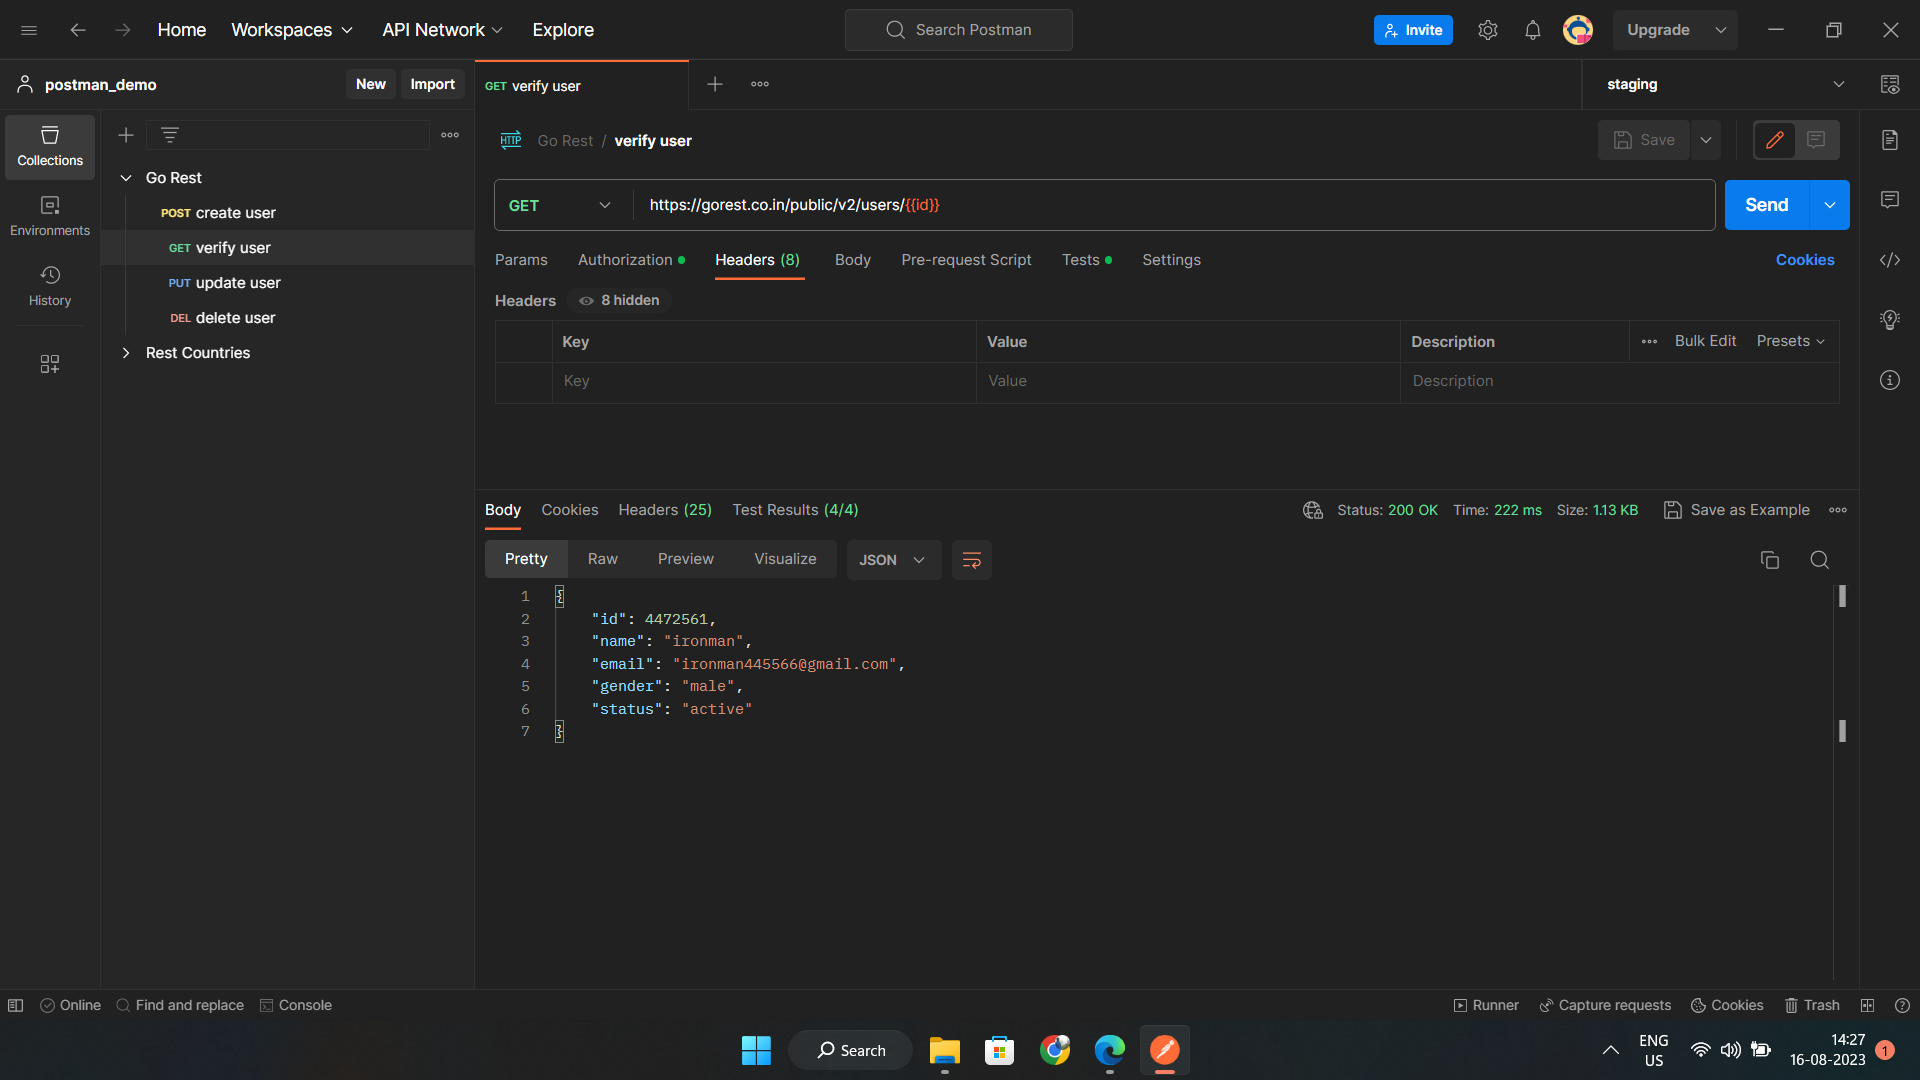 Home Workspaces API Network Explore Search Postman Invite Upgrade
postman_demo New Import GET verify user staging
Collections
Environments
History
Go Rest
POST create user
GET verify user
PUT update user
DEL delete user
Rest Countries
HTTP Go Rest / verify user Save
GET https://gorest.co.in/public/v2/users/{{id}} Send
Params Authorization Headers (8) Body Pre-request Script Tests Settings Cookies
Headers 8 hidden
Key Value Description Bulk Edit Presets
Key Value Description
Body Cookies Headers (25) Test Results (4/4) Status: 200 OK Time: 222 ms Size: 1.13 KB Save as Example
Pretty Raw Preview Visualize JSON
1 {
2 "id": 4472561,
3 "name": "ironman",
4 "email": "ironman445566@gmail.com",
5 "gender": "male",
6 "status": "active"
7 }
Online Find and replace Console Runner Capture requests Cookies Trash
Search ENG 14:27
US 16-08-2023 1